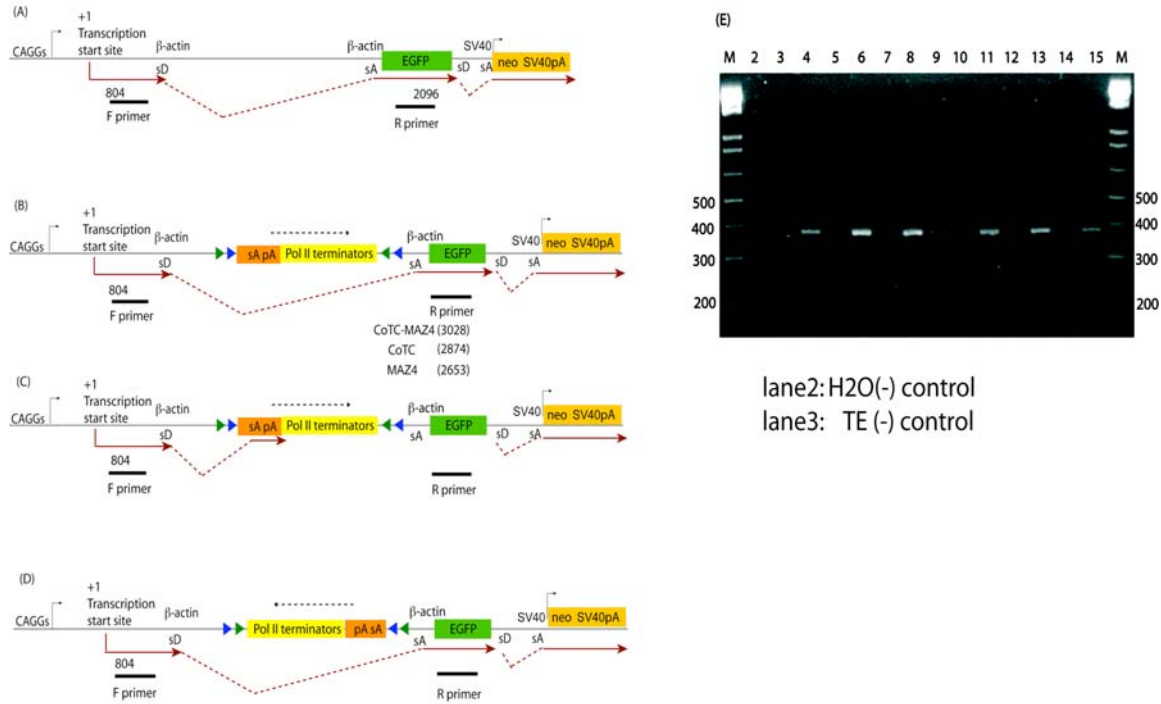 (A)
+1
Transcription
start site
CAGGs
β-actin
β-actin
SV40
EGFP
neo SV40pA
sD
sA
sD
sA
804
F primer
2096
R primer
(B)
+1
Transcription
start site
CAGGs
β-actin
β-actin
SV40
sA pA
Pol II terminators
EGFP
neo SV40pA
sD
sA
sD
sA
804
F primer
R primer
CoTC-MAZ4 (3028)
CoTC (2874)
MAZ4 (2653)
(C)
+1
Transcription
start site
CAGGs
β-actin
β-actin
SV40
sA pA
Pol II terminators
EGFP
neo SV40pA
sD
sA
sD
sA
804
F primer
R primer
(D)
+1
Transcription
start site
CAGGs
β-actin
β-actin
SV40
Pol II terminators
pA sA
EGFP
neo SV40pA
sD
sA
sD
sA
804
F primer
R primer
(E)
M 2 3 4 5 6 7 8 9 10 11 12 13 14 15 M
500 500
400 400
300 300
200 200
lane2: H2O(-) control
lane3: TE (-) control